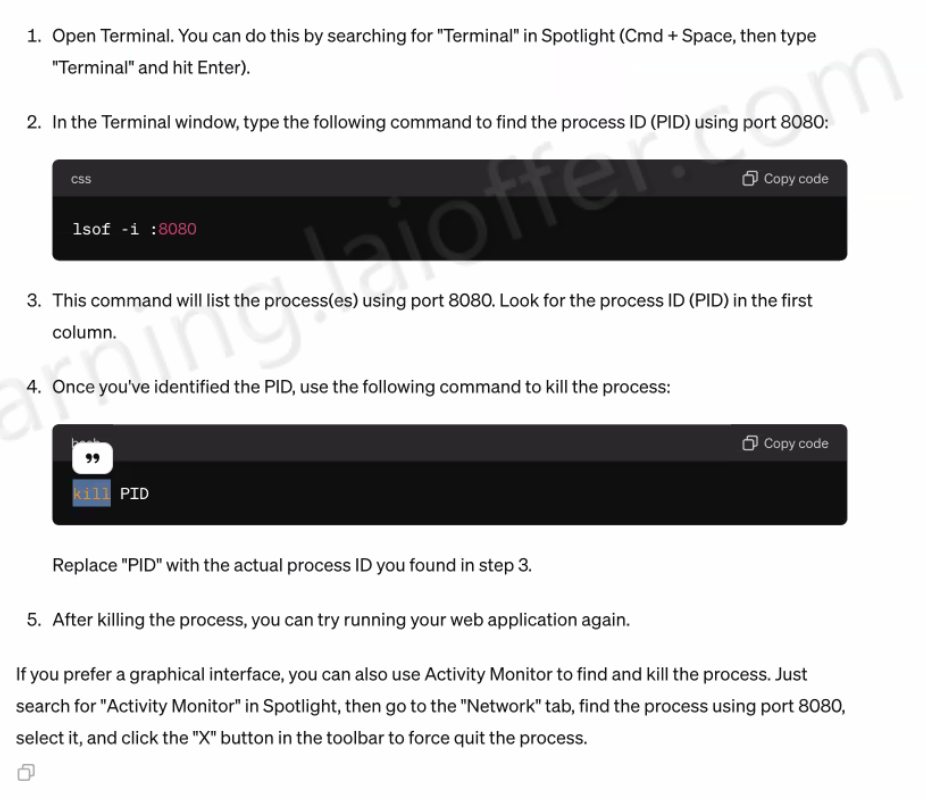 1. Open Terminal. You can do this by searching for "Terminal" in Spotlight (Cmd + Space, then type
"Terminal" and hit Enter).
2. In the Terminal window, type the following command to find the process ID (PID) using port 8080:
css
Copy code
lsof -i :8080
3. This command will list the process(es) using port 8080. Look for the process ID (PID) in the first
column.
4. Once you've identified the PID, use the following command to kill the process:
bash
Copy code
kill PID
Replace "PID" with the actual process ID you found in step 3.
5. After killing the process, you can try running your web application again.
If you prefer a graphical interface, you can also use Activity Monitor to find and kill the process. Just
search for "Activity Monitor" in Spotlight, then go to the "Network" tab, find the process using port 8080,
select it, and click the "X" button in the toolbar to force quit the process.
arning.laioffer.com